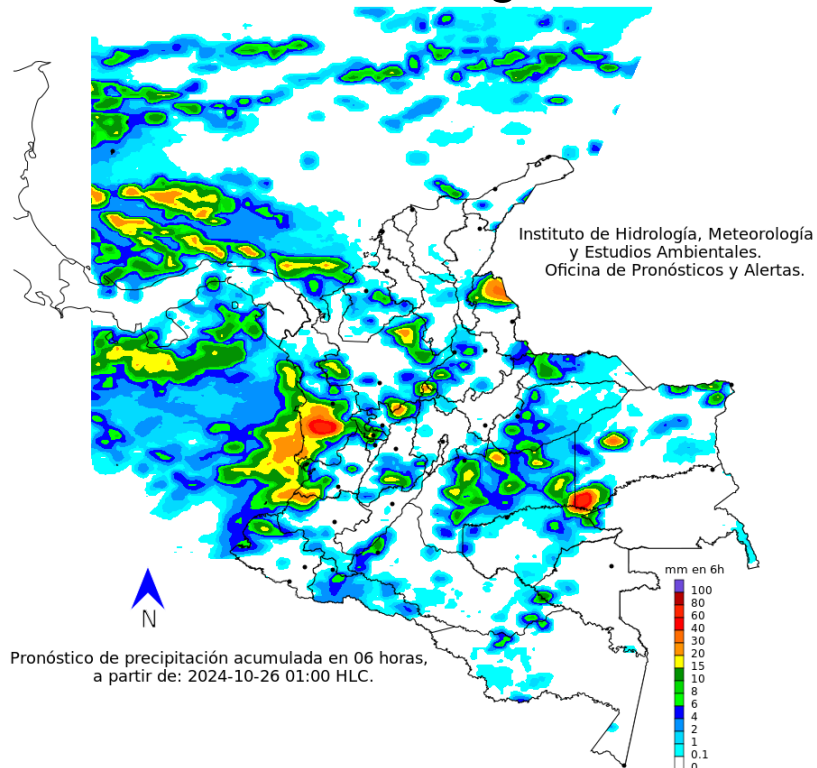 Instituto de Hidrología, Meteorología
y Estudios Ambientales.
Oficina de Pronósticos y Alertas.
N
Pronóstico de precipitación acumulada en 06 horas,
a partir de: 2024-10-26 01:00 HLC.
mm en 6h
100
80
60
40
30
20
15
10
8
6
4
2
1
0.1
0